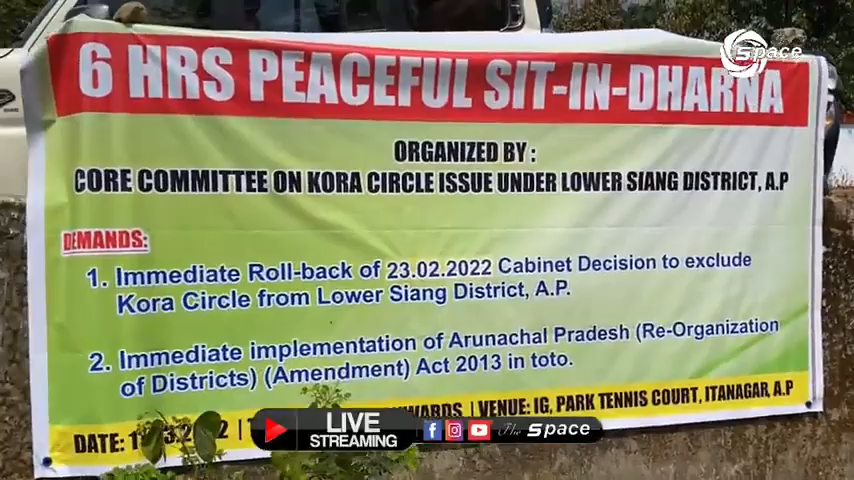 Space
6 HRS PEACEFUL SIT-IN-DHARNA
ORGANIZED BY :
CORE COMMITTEE ON KORA CIRCLE ISSUE UNDER LOWER SIANG DISTRICT, A.P
DEMANDS:
1. Immediate Roll-back of 23.02.2022 Cabinet Decision to exclude
Kora Circle from Lower Siang District, A.P.
2. Immediate implementation of Arunachal Pradesh (Re-Organization
of Districts) (Amendment) Act 2013 in toto.
DATE: | VENUE: IG, PARK TENNIS COURT, ITANAGAR, A.P
LIVE
STREAMING
The Space